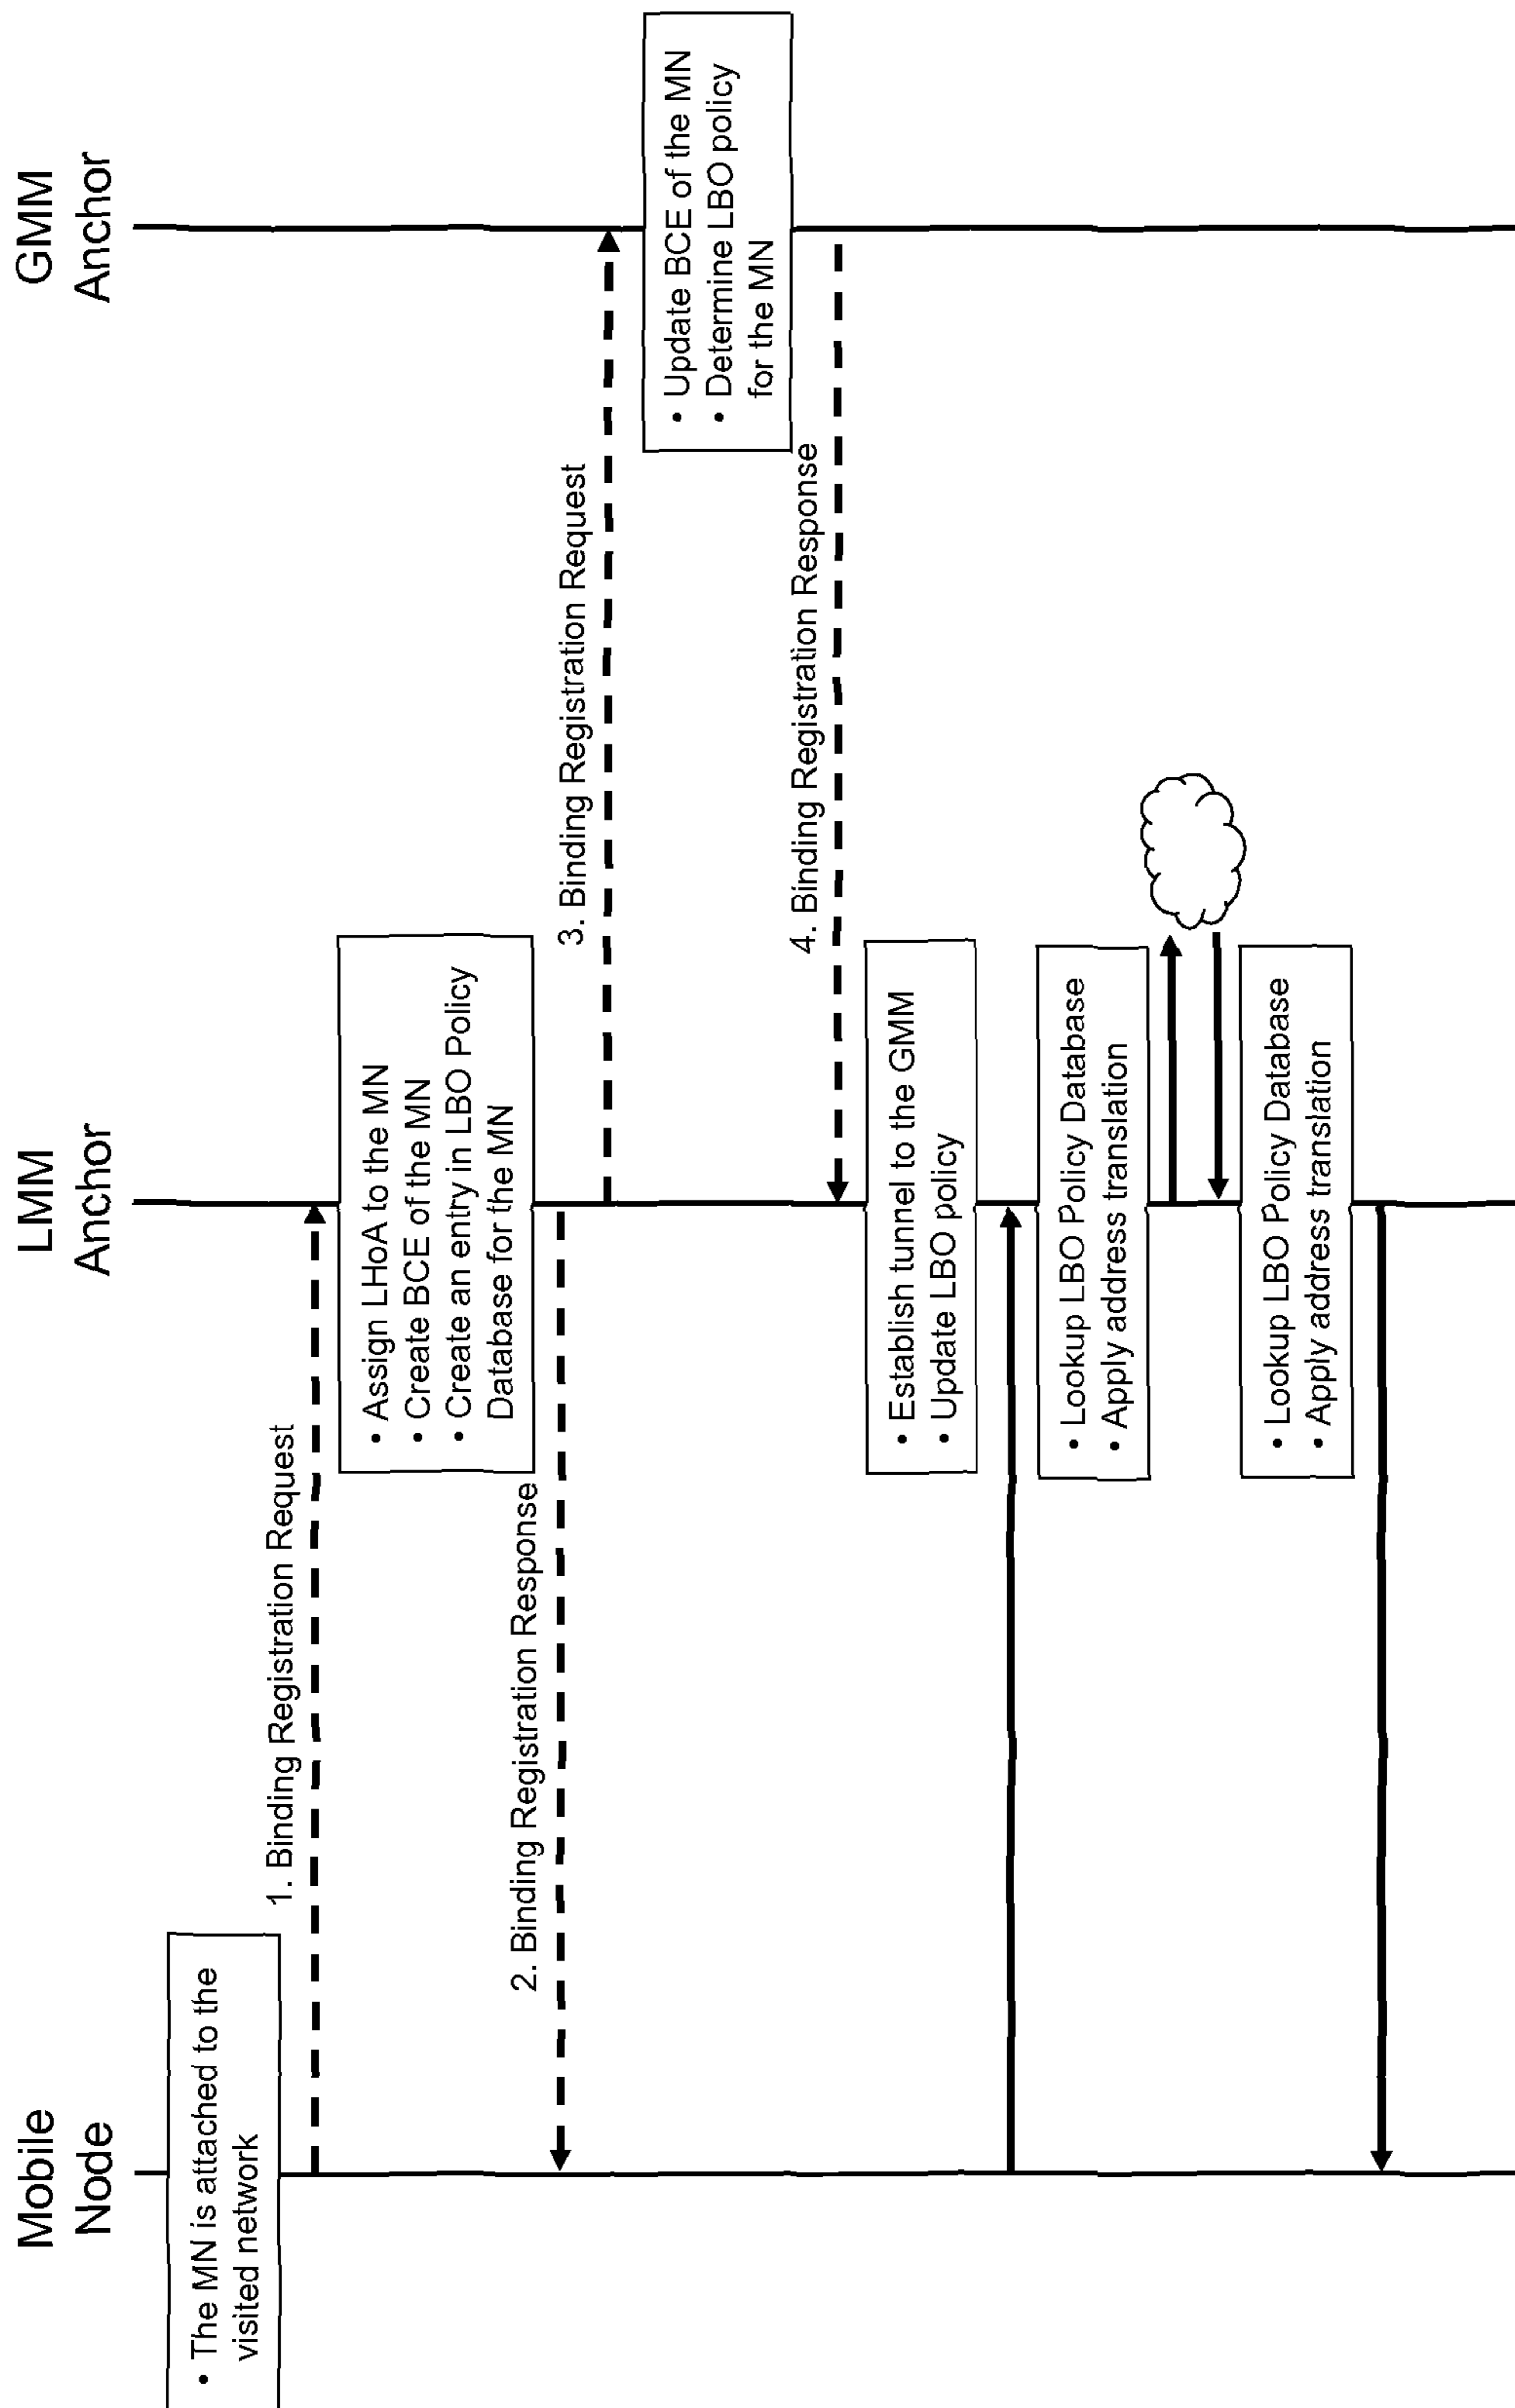 Mobile
Node
LMM
Anchor
GMM
Anchor
• The MN is attached to the
visited network
1. Binding Registration Request
• Assign LHoA to the MN
• Create BCE of the MN
• Create an entry in LBO Policy
Database for the MN
2. Binding Registration Response
3. Binding Registration Request
• Update BCE of the MN
• Determine LBO policy
for the MN
4. Binding Registration Response
• Establish tunnel to the GMM
• Update LBO policy
• Lookup LBO Policy Database
• Apply address translation
• Lookup LBO Policy Database
• Apply address translation